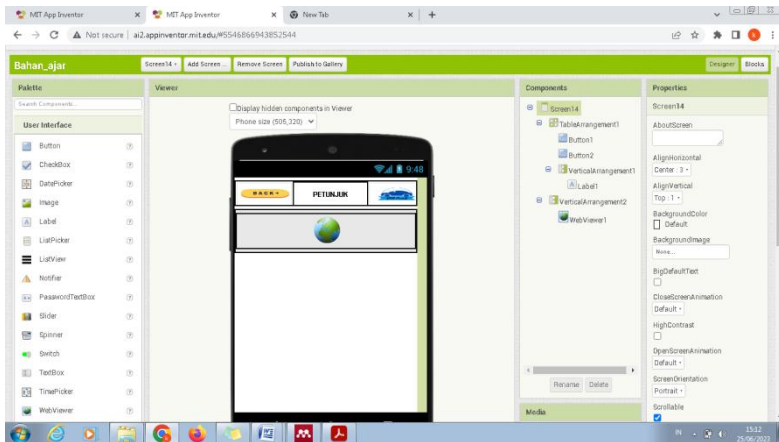 MIT App Inventor
MIT App Inventor
New Tab
Not secure | ai2.appinventor.mit.edu/#5546866943852544
Bahan_ajar
Screen14
Add Screen ...
Remove Screen
Publish to Gallery
Designer
Blocks
Palette
Search Components...
User Interface
Button
CheckBox
DatePicker
Image
Label
ListPicker
ListView
Notifier
PasswordTextBox
Slider
Spinner
Switch
TextBox
TimePicker
WebViewer
Viewer
Display hidden components in Viewer
Phone size (505,320)
9:48
BACK
PETUNJUK
Components
Screen14
TableArrangement1
Button1
Button2
VerticalArrangement1
Label1
VerticalArrangement2
WebViewer1
Rename
Delete
Media
Properties
Screen14
AboutScreen
AlignHorizontal
Center : 3
AlignVertical
Top : 1
BackgroundColor
Default
BackgroundImage
None...
BigDefaultText
CloseScreenAnimation
Default
HighContrast
OpenScreenAnimation
Default
ScreenOrientation
Portrait
Scrollable
IN
15:12